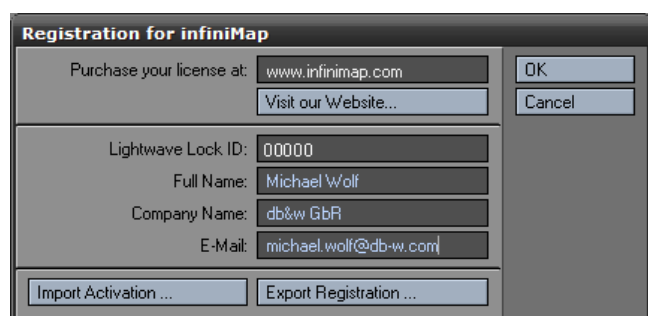 Registration for infiniMap
Purchase your license at: www.infinimap.com
OK
Visit our Website...
Cancel
Lightwave Lock ID: 00000
Full Name: Michael Wolf
Company Name: db&w GbR
E-Mail: michael.wolf@db-w.com
Import Activation ... Export Registration ...